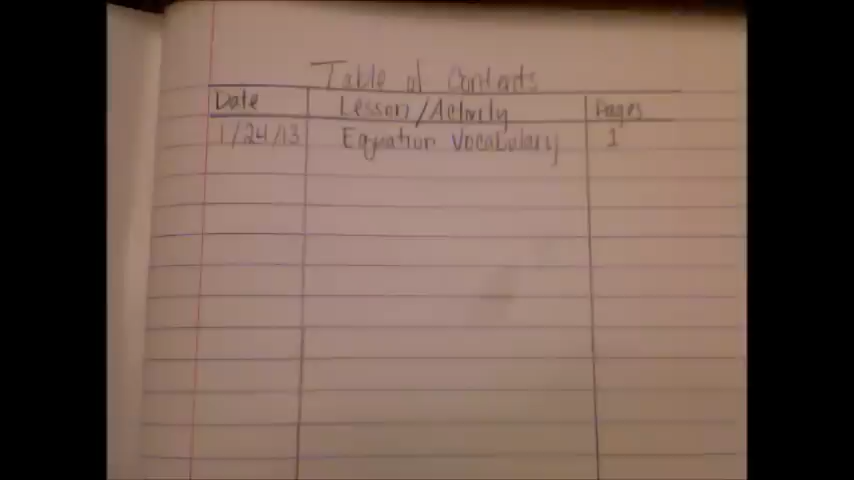 Table of Contents
Date Lesson/Activity Pages
1/24/13 Equation Vocabulary 1